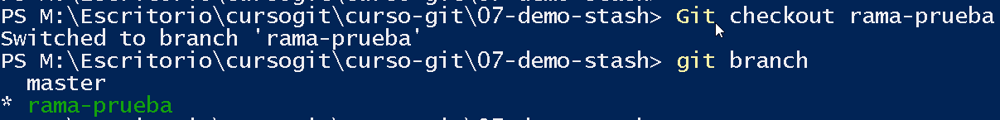 PS M:\Escritorio\cursogit\curso-git\07-demo-stash> Git checkout rama-prueba
Switched to branch 'rama-prueba'
PS M:\Escritorio\cursogit\curso-git\07-demo-stash> git branch
  master
* rama-prueba